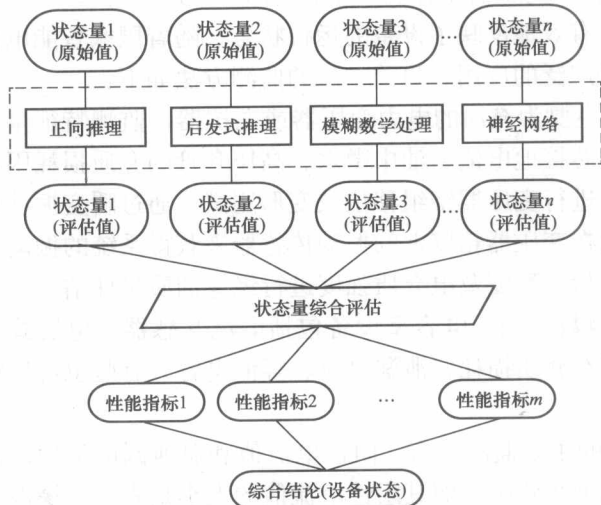 状态量1
(原始值)
状态量2
(原始值)
状态量3
(原始值)
…
状态量n
(原始值)
正向推理
启发式推理
模糊数学处理
神经网络
状态量1
(评估值)
状态量2
(评估值)
状态量3
(评估值)
…
状态量n
(评估值)
状态量综合评估
性能指标1
性能指标2
…
性能指标m
综合结论(设备状态)